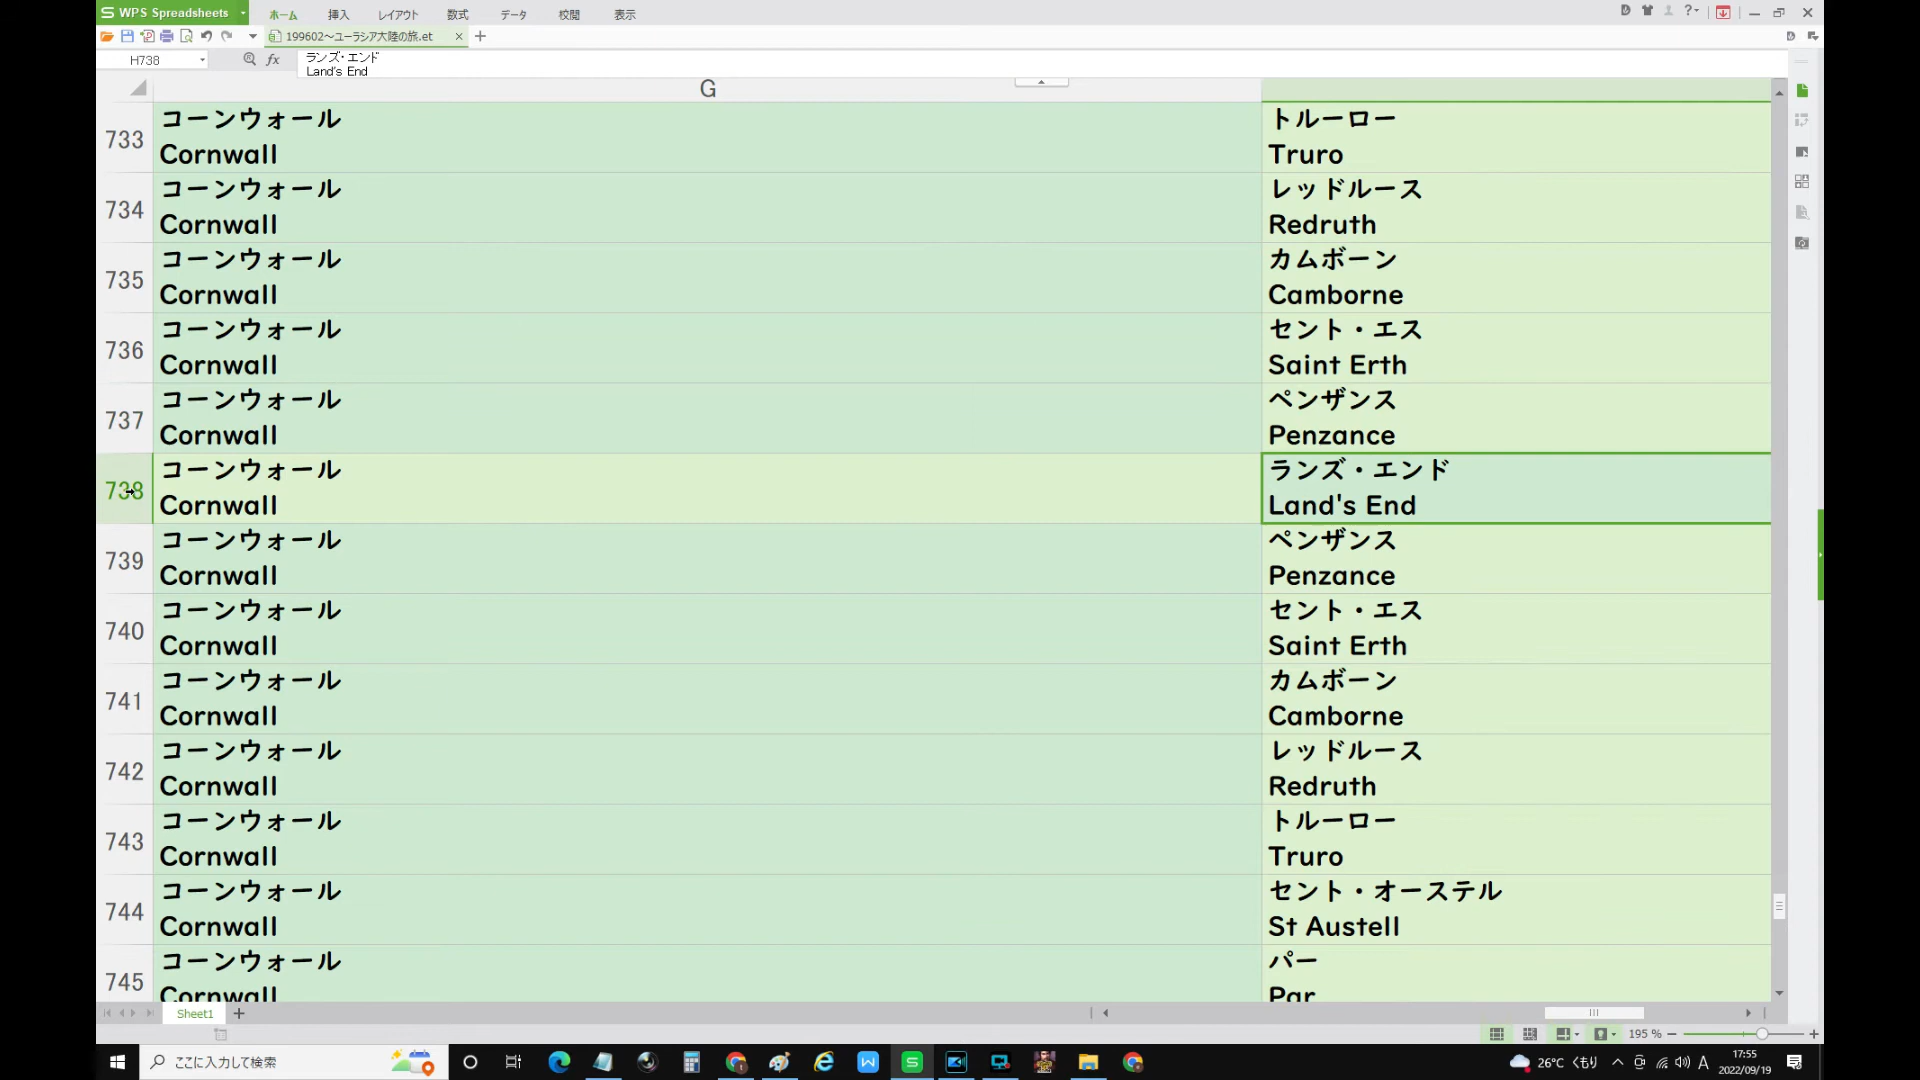 WPS Spreadsheets
ホーム 挿入 レイアウト 数式 データ 校閲 表示
199602～ユーラシア大陸の旅.et
H738
fx
ランズ・エンド
Land's End
G
733
コーンウォール
Cornwall
トルーロー
Truro
734
コーンウォール
Cornwall
レッドルース
Redruth
735
コーンウォール
Cornwall
カムボーン
Camborne
736
コーンウォール
Cornwall
セント・エス
Saint Erth
737
コーンウォール
Cornwall
ペンザンス
Penzance
738
コーンウォール
Cornwall
ランズ・エンド
Land's End
739
コーンウォール
Cornwall
ペンザンス
Penzance
740
コーンウォール
Cornwall
セント・エス
Saint Erth
741
コーンウォール
Cornwall
カムボーン
Camborne
742
コーンウォール
Cornwall
レッドルース
Redruth
743
コーンウォール
Cornwall
トルーロー
Truro
744
コーンウォール
Cornwall
セント・オーステル
St Austell
745
コーンウォール
Cornwall
パー
Par
Sheet1
195 %
ここに入力して検索
26°C くもり
A
17:55
2022/09/19